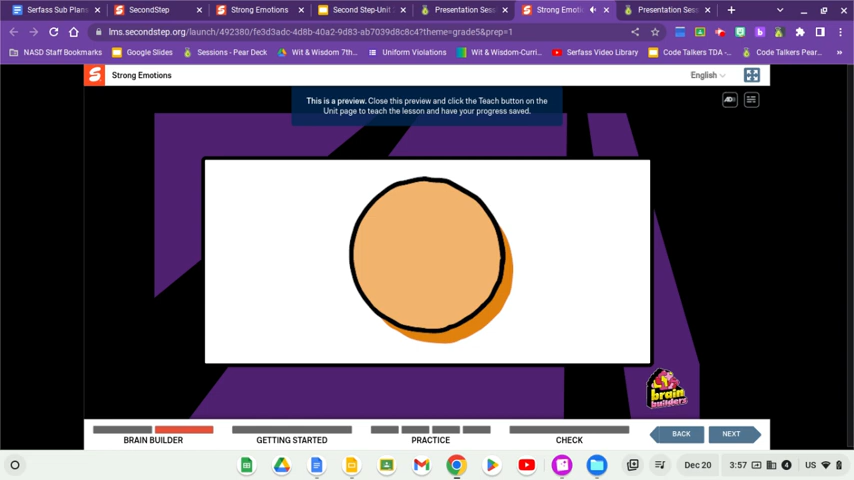 Serfass Sub Plans
SecondStep
Strong Emotions
Second Step-Unit
Presentation Sess
Strong Emoti
Presentation Sess
lms.secondstep.org/launch/492380/fe3d3adc-4d8b-40a2-9d83-ab7039d8c8c4?theme=grade5&prep=1
NASD Staff Bookmarks
Google Slides
Sessions - Pear Deck
Wit & Wisdom 7th...
Uniform Violations
Wit & Wisdom-Curri...
Serfass Video Library
Code Talkers TDA -...
Code Talkers Pear...
»
Strong Emotions
English
This is a preview. Close this preview and click the Teach button on the
Unit page to teach the lesson and have your progress saved.
AD
brain
builders
BRAIN BUILDER
GETTING STARTED
PRACTICE
CHECK
BACK
NEXT
Dec 20
3:57
4
US